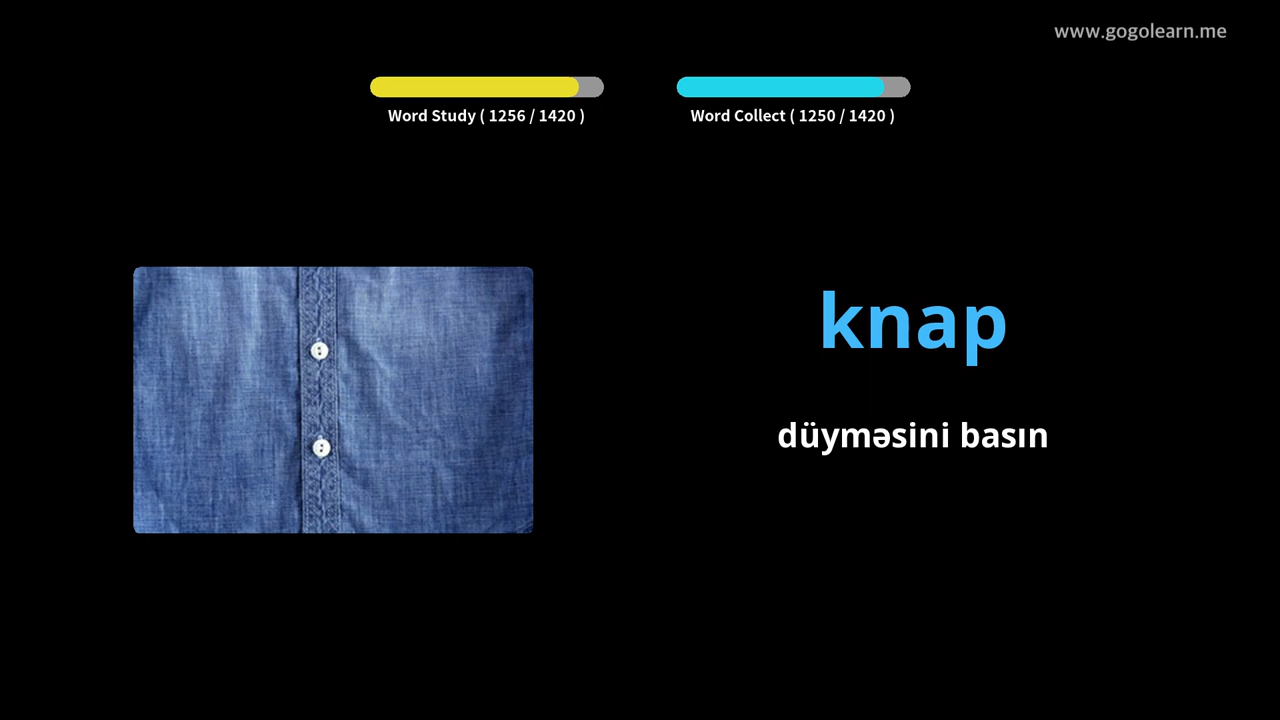 www.gogolearn.me
Word Study ( 1256 / 1420 )
Word Collect ( 1250 / 1420 )
knap
düyməsini basın